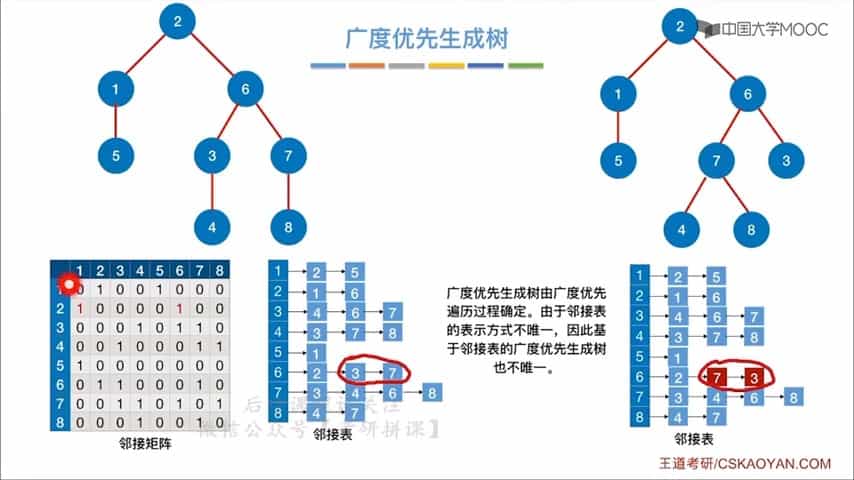 2
广度优先生成树
1 6
5 3 7
4 8
2
中国大学MOOC
1 6
5 7 3
4 8
1 2 3 4 5 6 7 8
1 0 1 0 0 1 0 0 0
2 1 0 0 0 0 1 0 0
3 0 0 0 1 0 1 1 0
4 0 0 1 0 0 0 1 1
5 1 0 0 0 0 0 0 0
6 0 1 1 0 0 0 1 0
7 0 0 1 1 0 1 0 1
8 0 0 0 1 0 0 1 0
邻接矩阵
1 2 5
2 1 6
3 4 6 7
4 3 7 8
5 1
6 2 3 7
7 3 4 6 8
8 4 7
邻接表
关注
微信公众号 研拼课】
广度优先生成树由广度优先
遍历过程确定。由于邻接表
的表示方式不唯一，因此基
于邻接表的广度优先生成树
也不唯一。
1 2 5
2 1 6
3 4 6 7
4 3 7 8
5 1
6 2 7 3
7 3 4 6 8
8 4 7
邻接表
王道考研/CSKAOYAN.COM